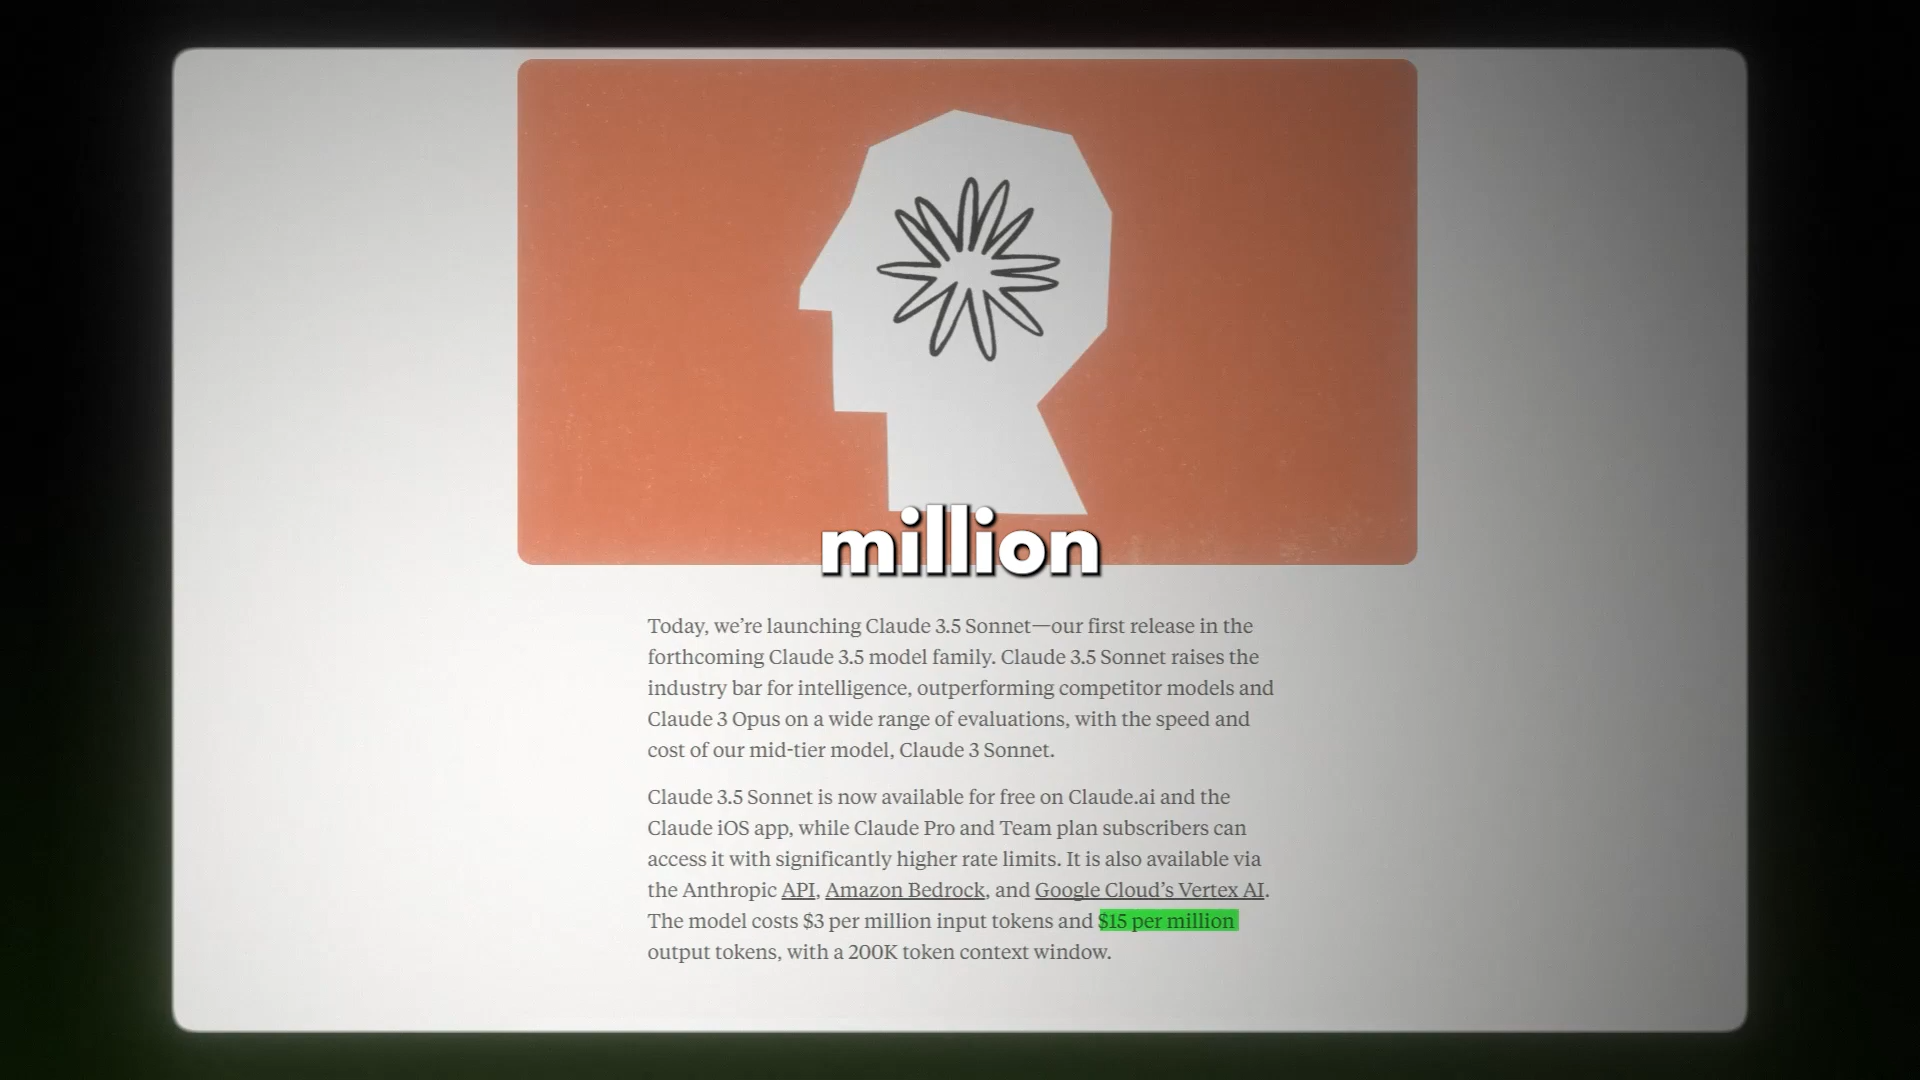 million
Today, we’re launching Claude 3.5 Sonnet—our first release in the
forthcoming Claude 3.5 model family. Claude 3.5 Sonnet raises the
industry bar for intelligence, outperforming competitor models and
Claude 3 Opus on a wide range of evaluations, with the speed and
cost of our mid-tier model, Claude 3 Sonnet.
Claude 3.5 Sonnet is now available for free on Claude.ai and the
Claude iOS app, while Claude Pro and Team plan subscribers can
access it with significantly higher rate limits. It is also available via
the Anthropic API, Amazon Bedrock, and Google Cloud’s Vertex AI.
The model costs $3 per million input tokens and $15 per million
output tokens, with a 200K token context window.